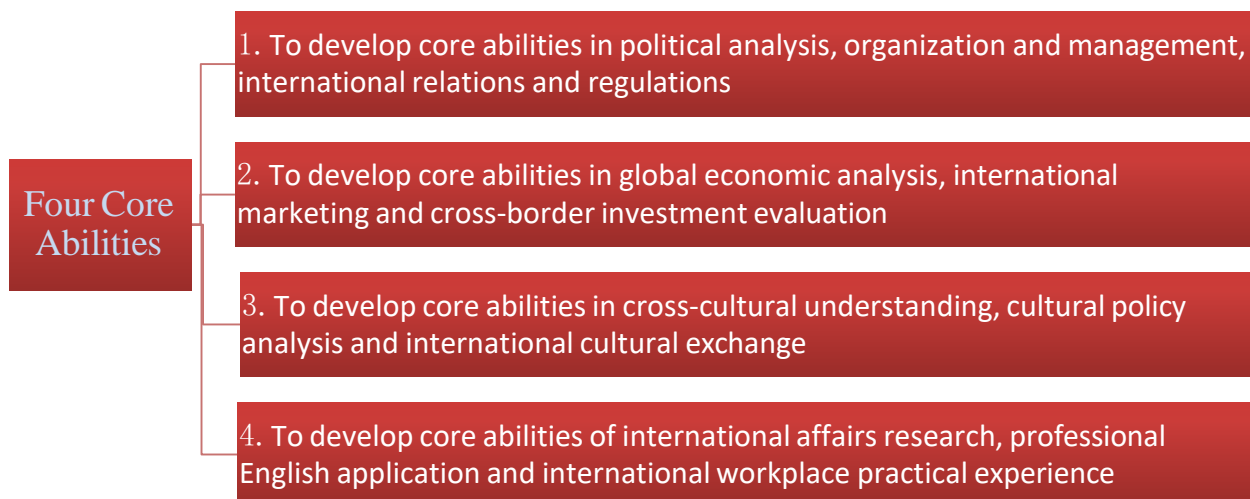 Four Core
Abilities
1. To develop core abilities in political analysis, organization and management,
international relations and regulations
2. To develop core abilities in global economic analysis, international
marketing and cross-border investment evaluation
3. To develop core abilities in cross-cultural understanding, cultural policy
analysis and international cultural exchange
4. To develop core abilities of international affairs research, professional
English application and international workplace practical experience